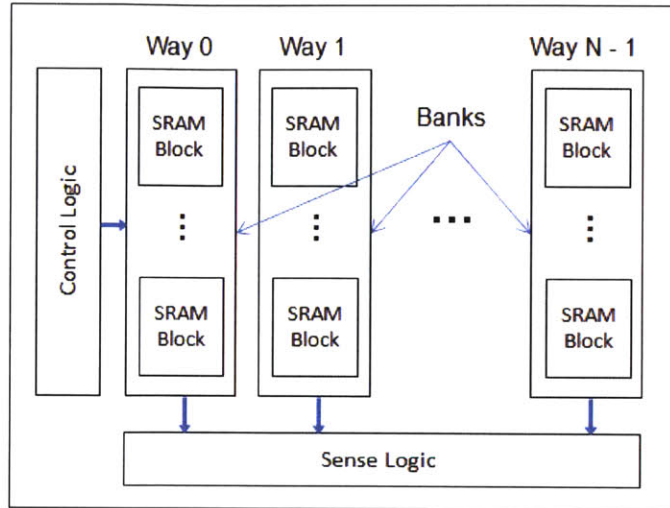 Way 0
Way 1
Way N - 1
Control Logic
SRAM
Block
SRAM
Block
Banks
SRAM
Block
SRAM
Block
SRAM
Block
SRAM
Block
Sense Logic